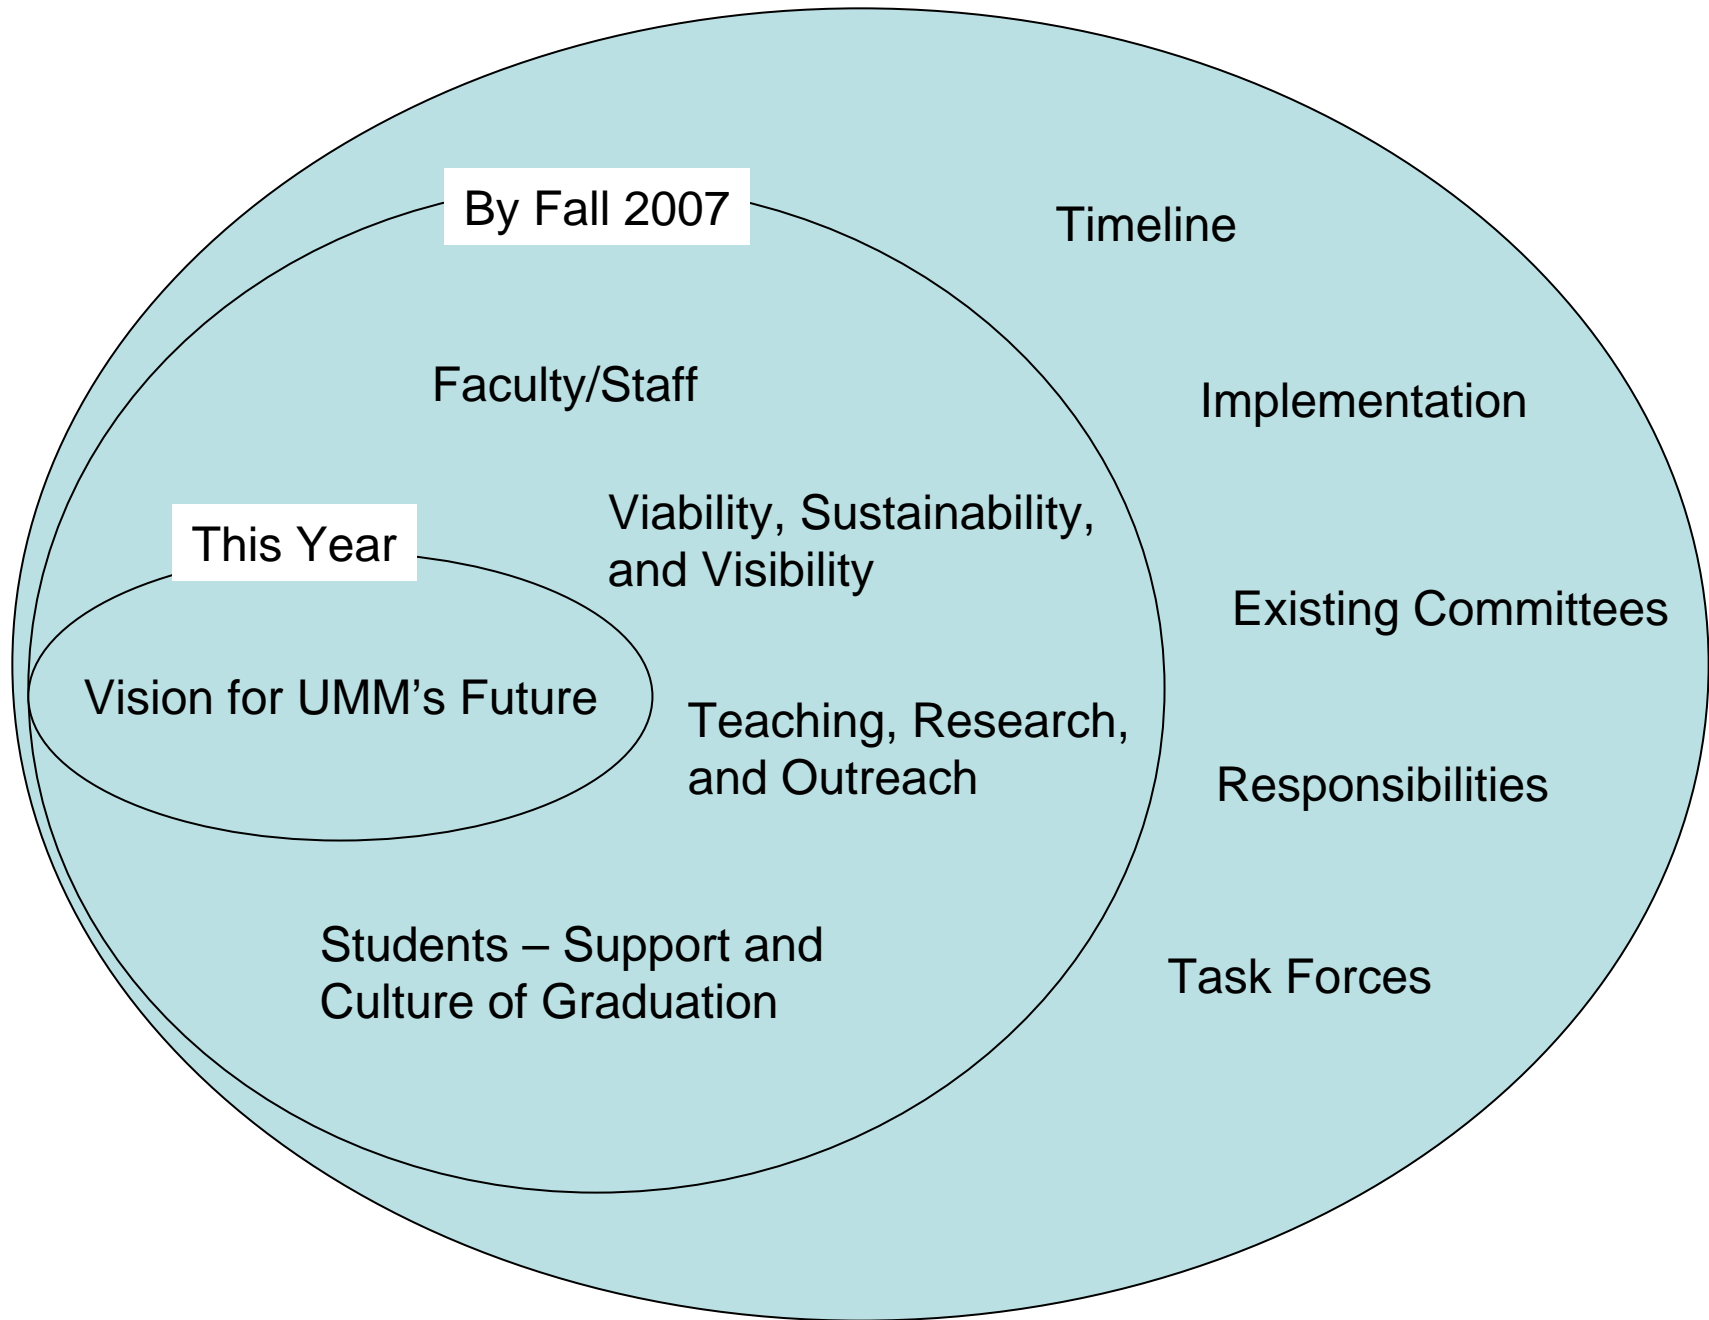 By Fall 2007
Timeline
Faculty/Staff
Implementation
Viability, Sustainability,
and Visibility
This Year
Existing Committees
Vision for UMM’s Future
Teaching, Research,
and Outreach
Responsibilities
Students – Support and
Culture of Graduation
Task Forces